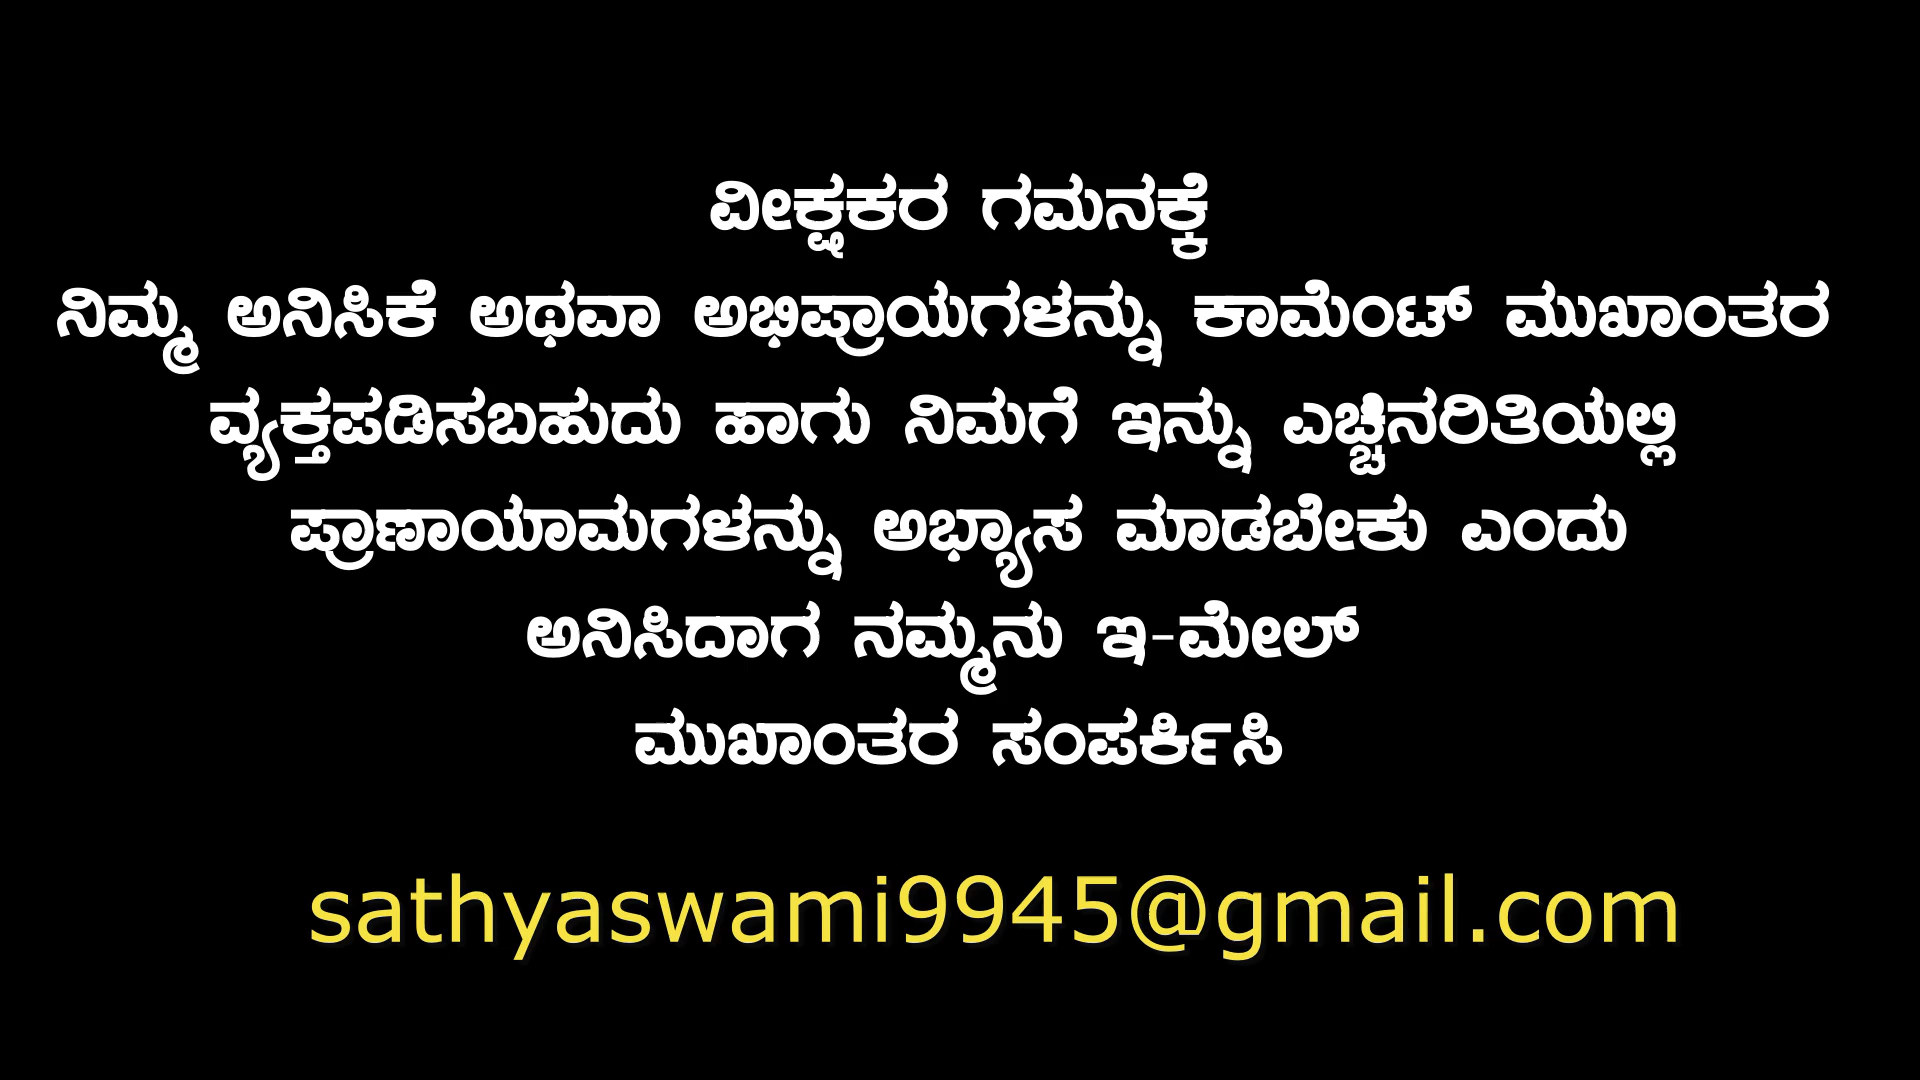 ವೀಕ್ಷಕರ ಗಮನಕ್ಕೆ
ನಿಮ್ಮ ಅನಿಸಿಕೆ ಅಥವಾ ಅಭಿಪ್ರಾಯಗಳನ್ನು ಕಾಮೆಂಟ್ ಮುಖಾಂತರ
ವ್ಯಕ್ತಪಡಿಸಬಹುದು ಹಾಗು ನಿಮಗೆ ಇನ್ನು ಎಚ್ಚಿನರಿತಿಯಲ್ಲಿ
ಪ್ರಾಣಾಯಾಮಗಳನ್ನು ಅಭ್ಯಾಸ ಮಾಡಬೇಕು ಎಂದು
ಅನಿಸಿದಾಗ ನಮ್ಮನು ಇ-ಮೇಲ್
ಮುಖಾಂತರ ಸಂಪರ್ಕಿಸಿ
sathyaswami9945@gmail.com